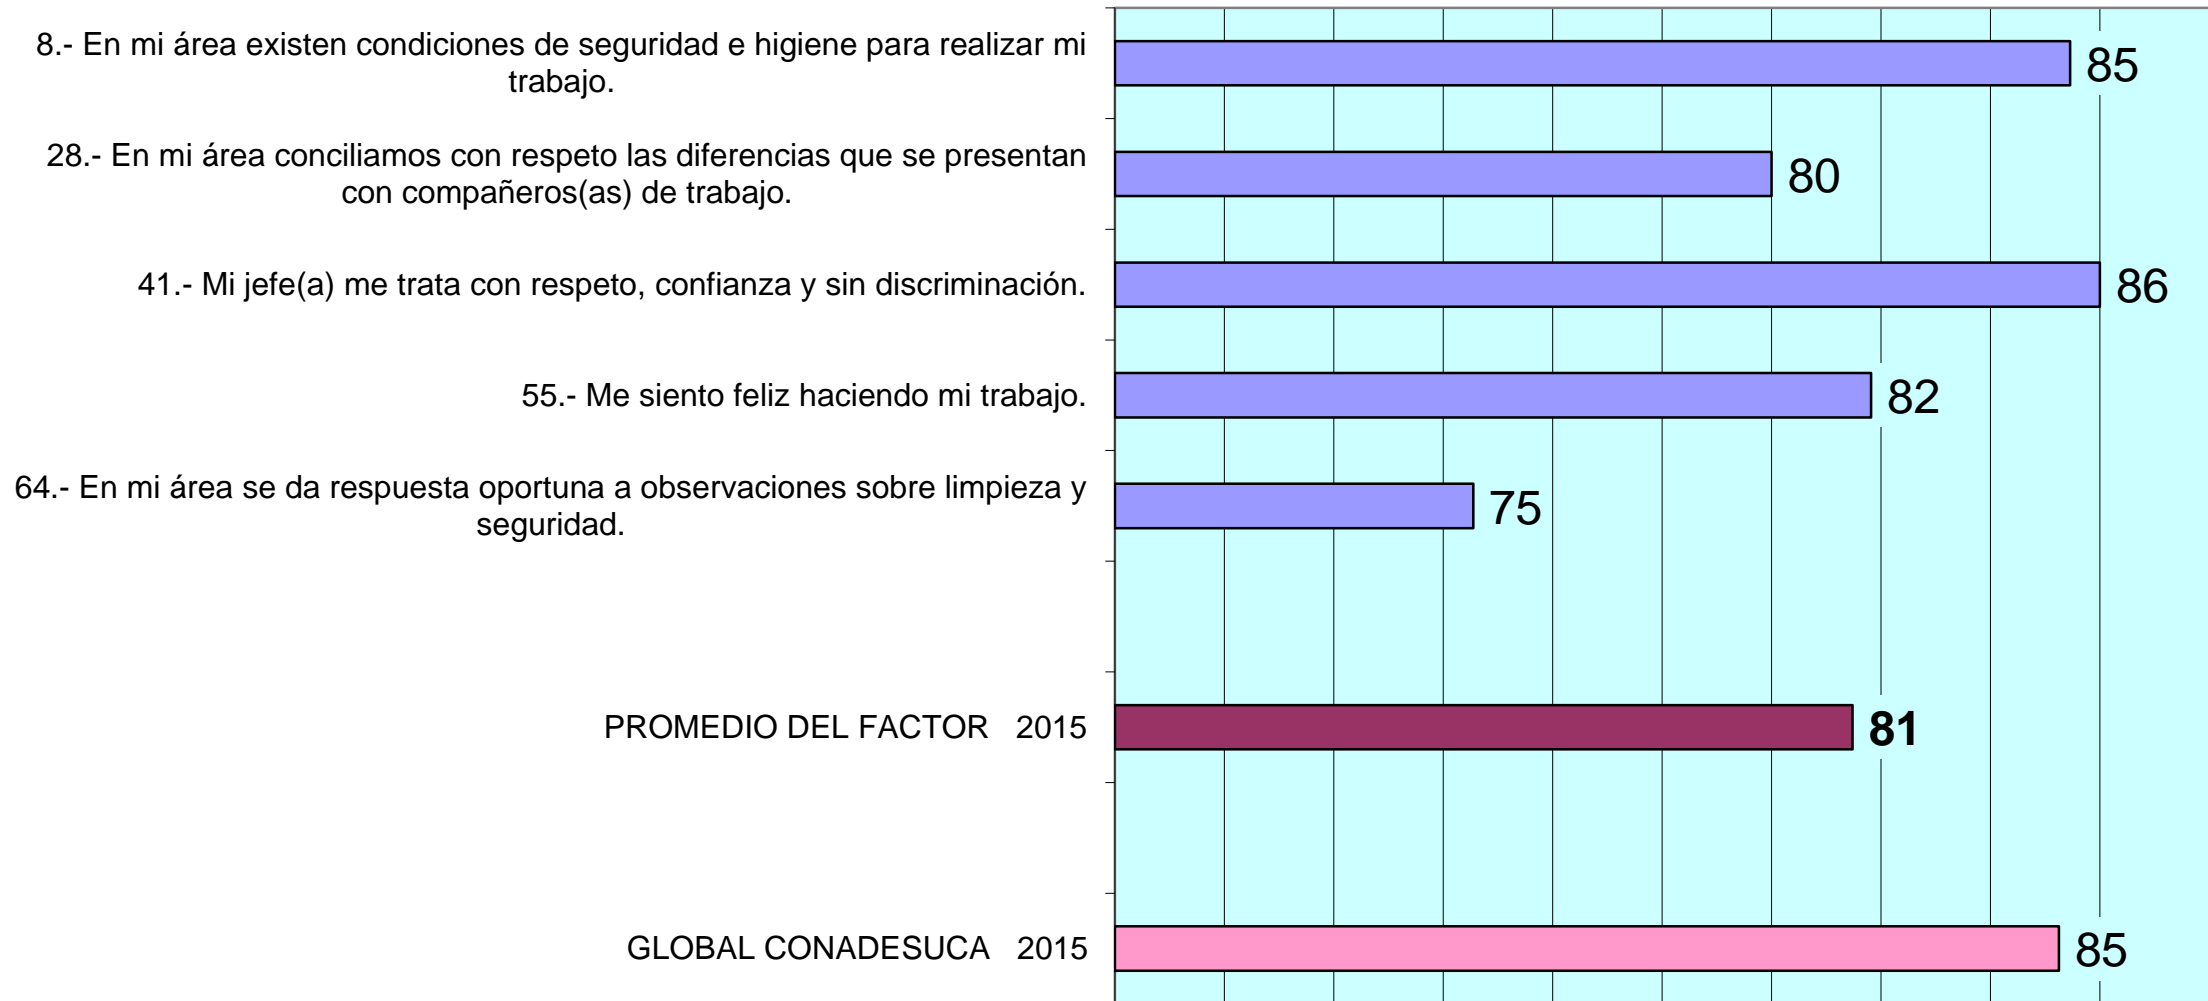 8.- En mi área existen condiciones de seguridad e higiene para realizar mi
trabajo.
85
28.- En mi área conciliamos con respeto las diferencias que se presentan
con compañeros(as) de trabajo.
80
41.- Mi jefe(a) me trata con respeto, confianza y sin discriminación.
86
55.- Me siento feliz haciendo mi trabajo.
82
64.- En mi área se da respuesta oportuna a observaciones sobre limpieza y
seguridad.
75
PROMEDIO DEL FACTOR 2015
81
GLOBAL CONADESUCA 2015
85